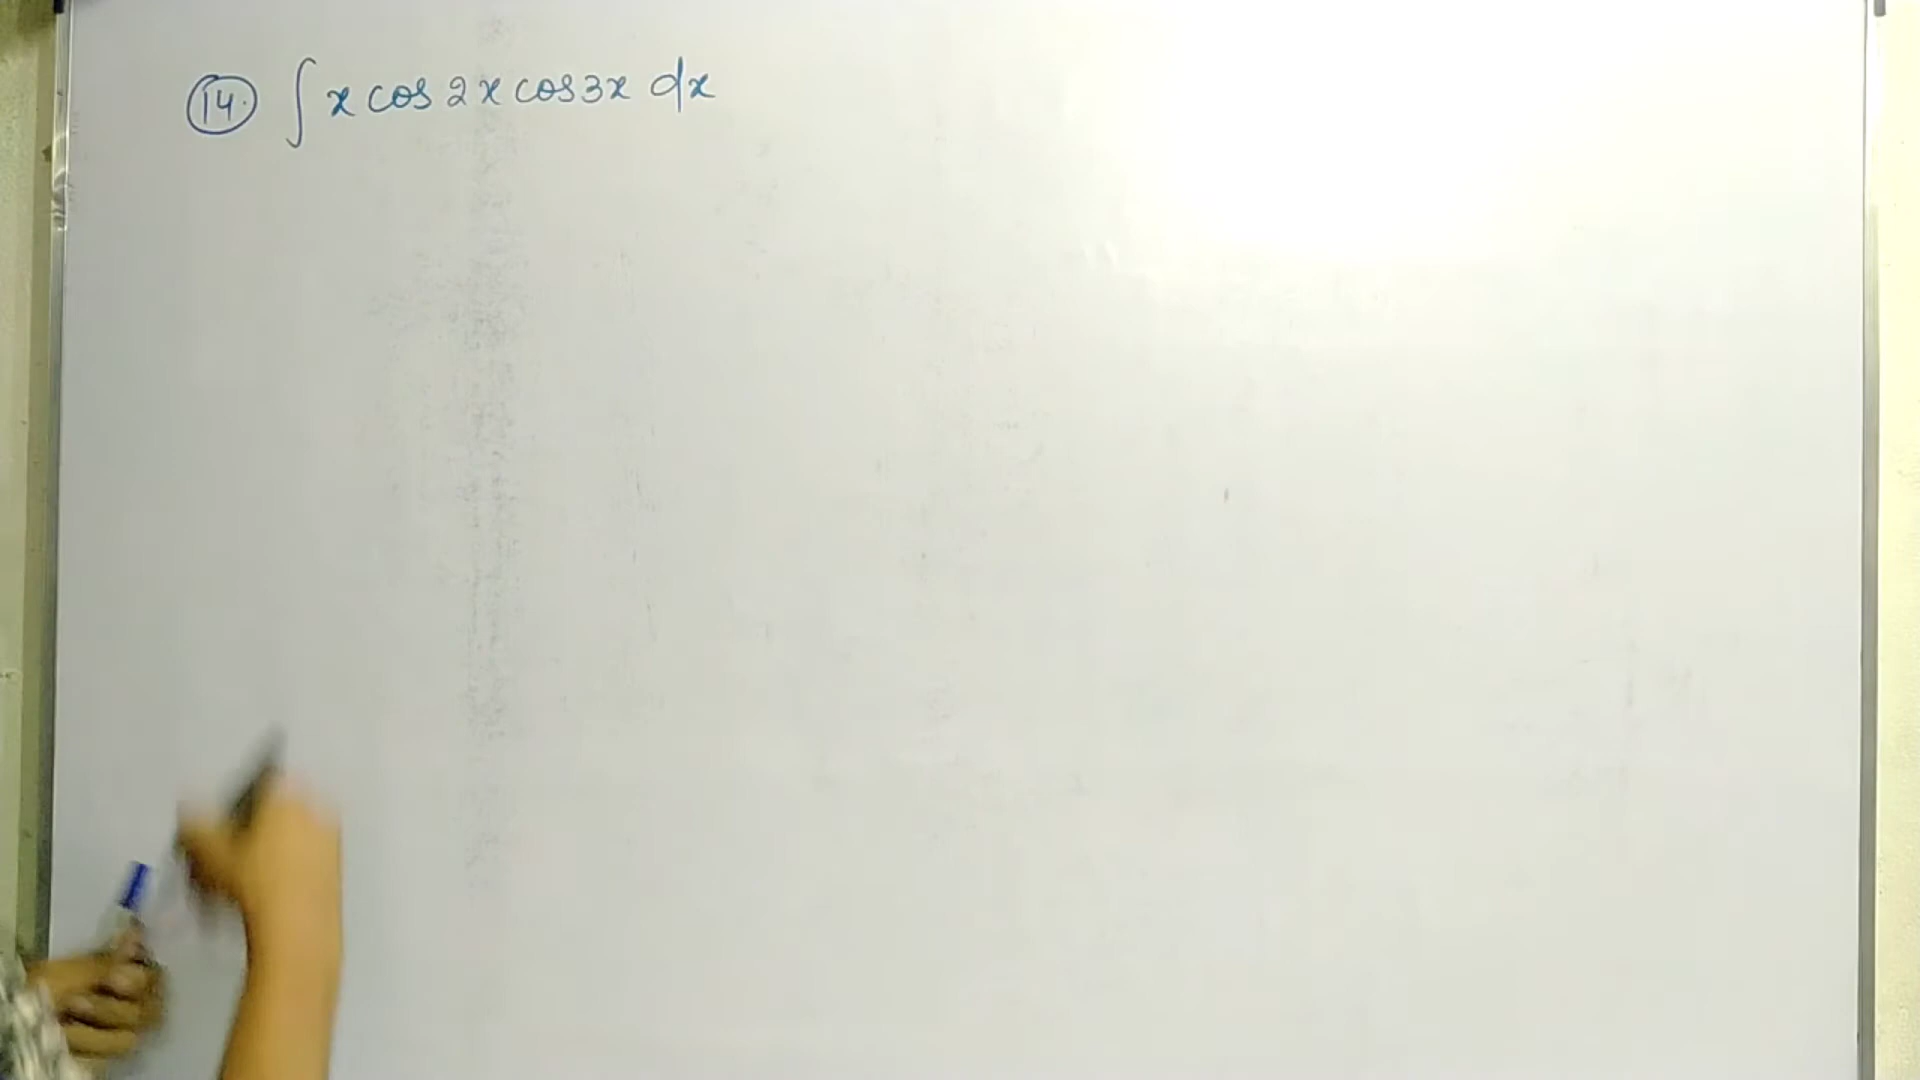 14. ∫ x cos 2x cos 3x dx